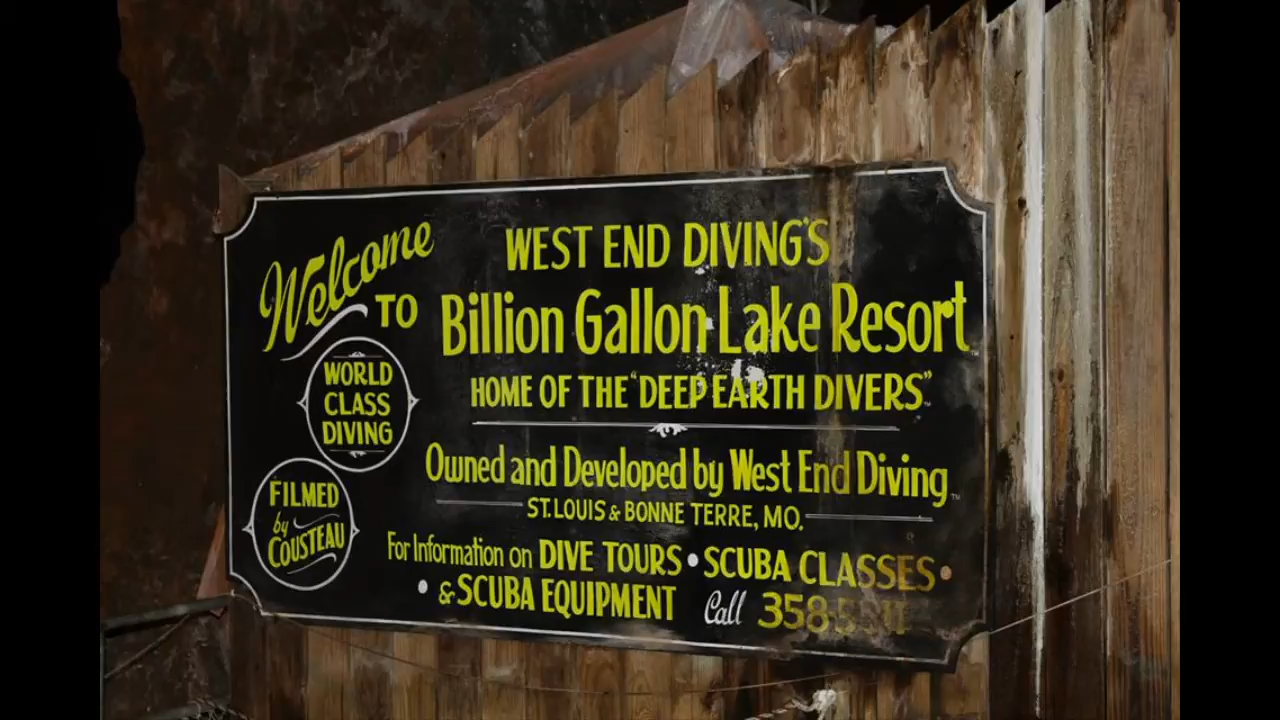 Welcome
TO
WEST END DIVING'S
Billion Gallon Lake Resort
HOME OF THE "DEEP EARTH DIVERS"
WORLD
CLASS
DIVING
Owned and Developed by West End Diving
ST. LOUIS & BONNE TERRE, MO.
FILMED
by
COUSTEAU
For Information on DIVE TOURS • SCUBA CLASSES •
• & SCUBA EQUIPMENT Call